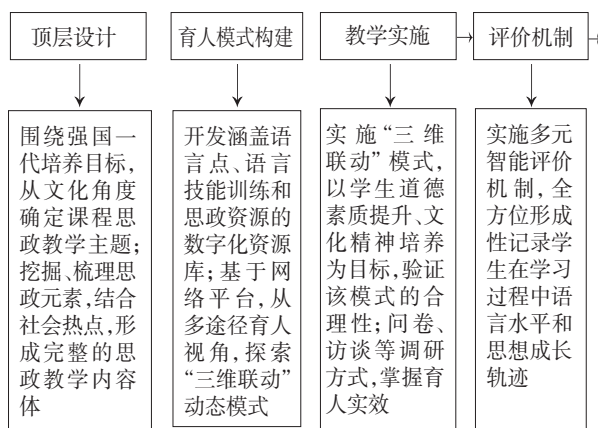 顶层设计
育人模式构建
教学实施
评价机制
围绕强国一
代培养目标，
从文化角度
确定课程思
政教学主题；
挖掘、梳理思
政元素，结合
社会热点，形
成完整的思
政教学内容
体
开发涵盖语
言点、语言
技能训练和
思政资源的
数字化资源
库；基于网
络平台，从
多途径育人
视角，探索
“三维联动”
动态模式
实施“三维
联动”模式，
以学生道德
素质提升、文
化精神培养
为目标，验证
该模式的合
理性；问卷、
访谈等调研
方式，掌握育
人实效
实施多元
智能评价
机制，全
方位形成
性记录学
生在学习
过程中语
言水平和
思想成长
轨迹